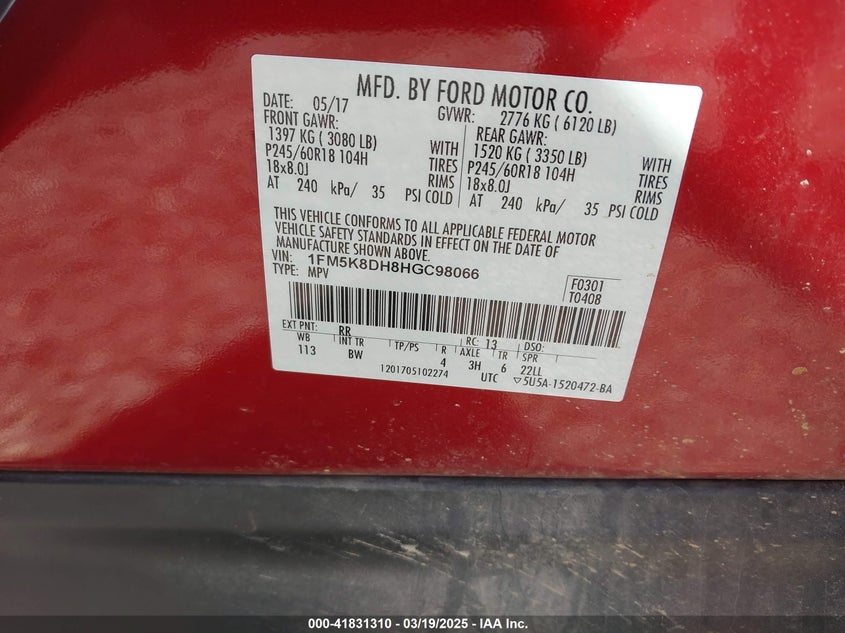 MFD. BY FORD MOTOR CO.
DATE: 05/17 GVWR: 2776 KG ( 6120 LB)
FRONT GAWR: REAR GAWR:
1397 KG ( 3080 LB) WITH 1520 KG ( 3350 LB) WITH
P245/60R18 104H TIRES P245/60R18 104H TIRES
18x8.0J RIMS 18x8.0J RIMS
AT 240 kPa/ 35 PSI COLD AT 240 kPa/ 35 PSI COLD
THIS VEHICLE CONFORMS TO ALL APPLICABLE FEDERAL MOTOR
VEHICLE SAFETY STANDARDS IN EFFECT ON THE DATE OF
MANUFACTURE SHOWN ABOVE.
VIN: 1FM5K8DH8HGC98066 F0301
TYPE: MPV T0408
EXT PNT: RR RC: 13 DSO:
WB INT TR TP/PS R AXLE TR SPR
113 BW 4 3H 6 22LL
1201705102274 UTC ▽5U5A-1520472-BA
000-41831310 - 03/19/2025 - IAA Inc.